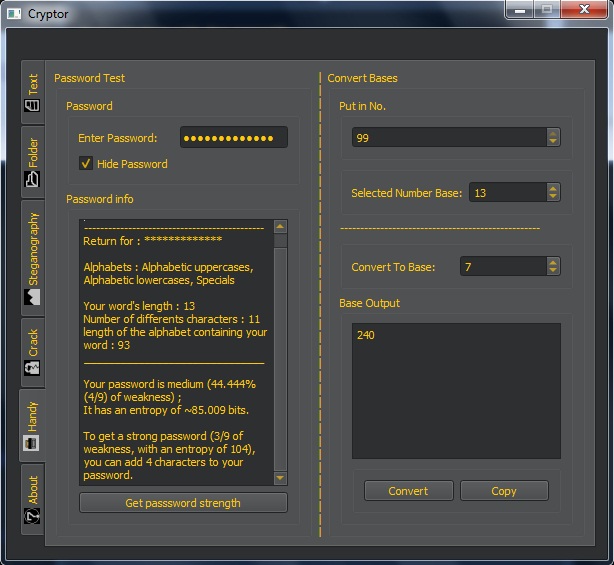 Cryptor
Text
Folder
Steganography
Crack
Handy
About
Password Test
Password
Enter Password:
●●●●●●●●●●●●●
Hide Password
Password info
Return for : *************
Alphabets : Alphabetic uppercases,
Alphabetic lowercases, Specials
Your word's length : 13
Number of differents characters : 11
length of the alphabet containing your
word : 93
Your password is medium (44.444%
(4/9) of weakness) ;
It has an entropy of ~85.009 bits.
To get a strong password (3/9 of
weakness, with an entropy of 104),
you can add 4 characters to your
password.
Get passsword strength
Convert Bases
Put in No.
99
Selected Number Base: 13
Convert To Base: 7
Base Output
240
Convert
Copy